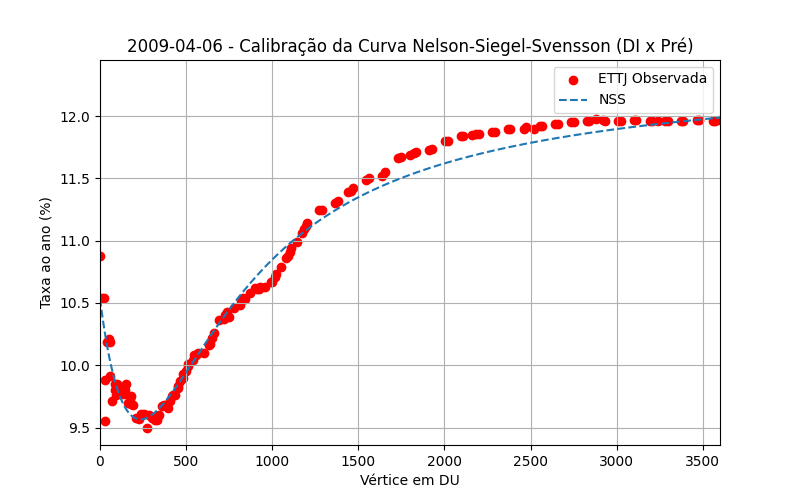 2009-04-06 - Calibração da Curva Nelson-Siegel-Svensson (DI x Pré)
ETTJ Observada
NSS
Taxa ao ano (%)
12.0
11.5
11.0
10.5
10.0
9.5
0 500 1000 1500 2000 2500 3000 3500
Vértice em DU